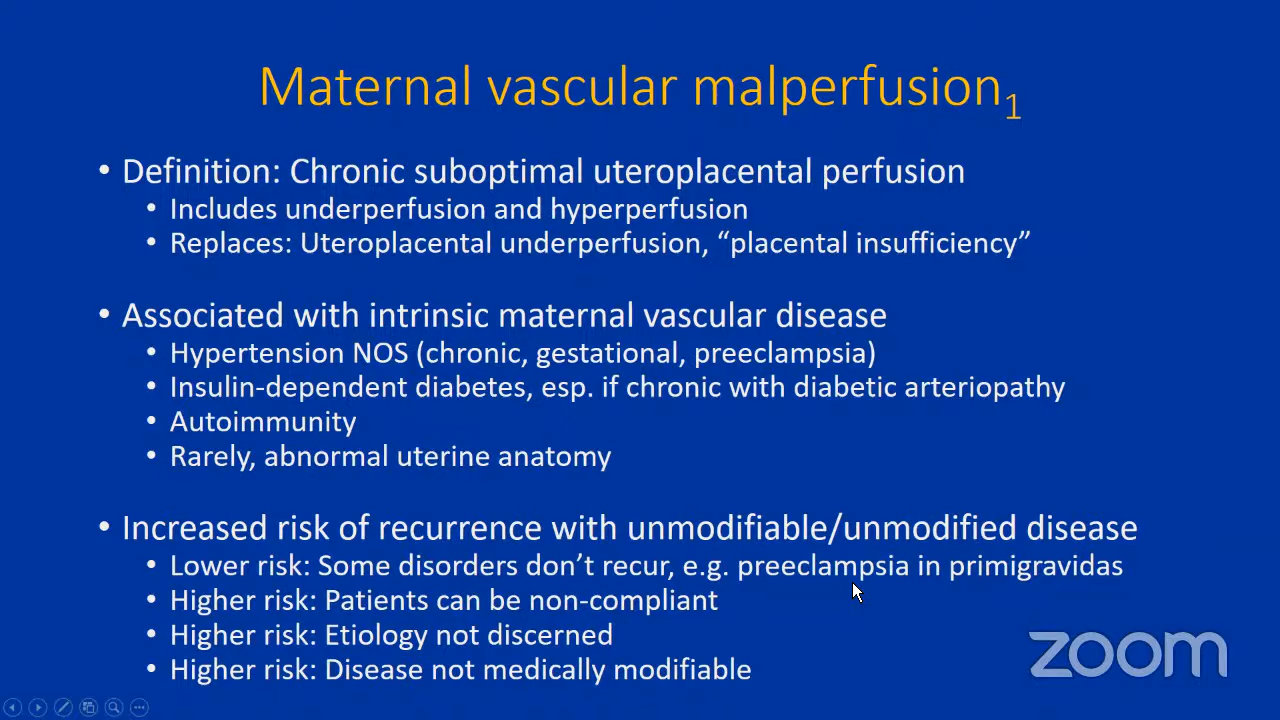 Maternal vascular malperfusion1
• Definition: Chronic suboptimal uteroplacental perfusion
• Includes underperfusion and hyperperfusion
• Replaces: Uteroplacental underperfusion, “placental insufficiency”
• Associated with intrinsic maternal vascular disease
• Hypertension NOS (chronic, gestational, preeclampsia)
• Insulin-dependent diabetes, esp. if chronic with diabetic arteriopathy
• Autoimmunity
• Rarely, abnormal uterine anatomy
• Increased risk of recurrence with unmodifiable/unmodified disease
• Lower risk: Some disorders don’t recur, e.g. preeclampsia in primigravidas
• Higher risk: Patients can be non-compliant
• Higher risk: Etiology not discerned
• Higher risk: Disease not medically modifiable
zoom